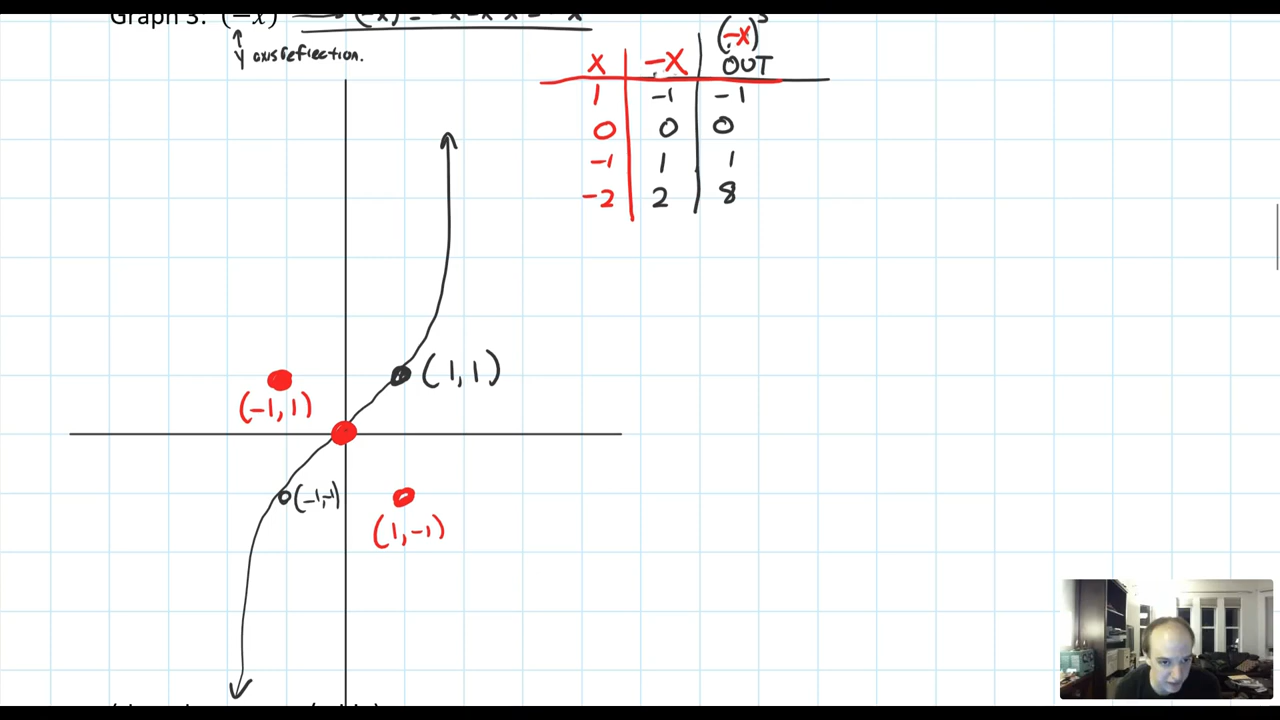 Graph 3:
Y axis reflection.
X | -X | (-X)³ OUT
1 | -1 | -1
0 | 0 | 0
-1 | 1 | 1
-2 | 2 | 8
(1, 1)
(-1, 1)
(-1,-1)
(1, -1)